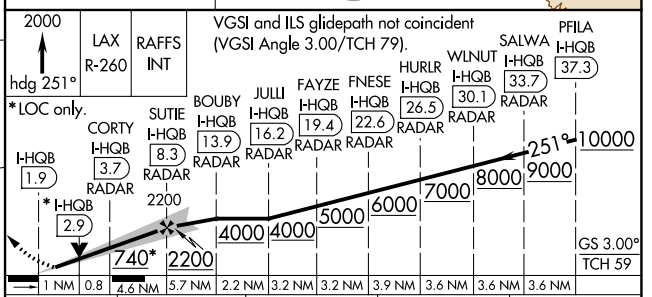 2000
hdg 251°
LAX
R-260
RAFFS
INT
VGSI and ILS glidepath not coincident
(VGSI Angle 3.00/TCH 79).
*LOC only.
I-HQB
1.9
* I-HQB
2.9
CORTY
I-HQB
3.7
RADAR
SUTIE
I-HQB
8.3
RADAR
2200
BOUBY
I-HQB
13.9
RADAR
JULLI
I-HQB
16.2
RADAR
FAYZE
I-HQB
19.4
RADAR
FNESE
I-HQB
22.6
RADAR
HURLR
I-HQB
26.5
RADAR
WLNUT
I-HQB
30.1
RADAR
SALWA
I-HQB
33.7
RADAR
PFILA
I-HQB
37.3
251°
10000
740* 2200 4000 4000 5000 6000 7000 8000 9000
GS 3.00°
TCH 59
1 NM 0.8 4.6 NM 5.7 NM 2.2 NM 3.2 NM 3.2 NM 3.9 NM 3.6 NM 3.6 NM 3.6 NM